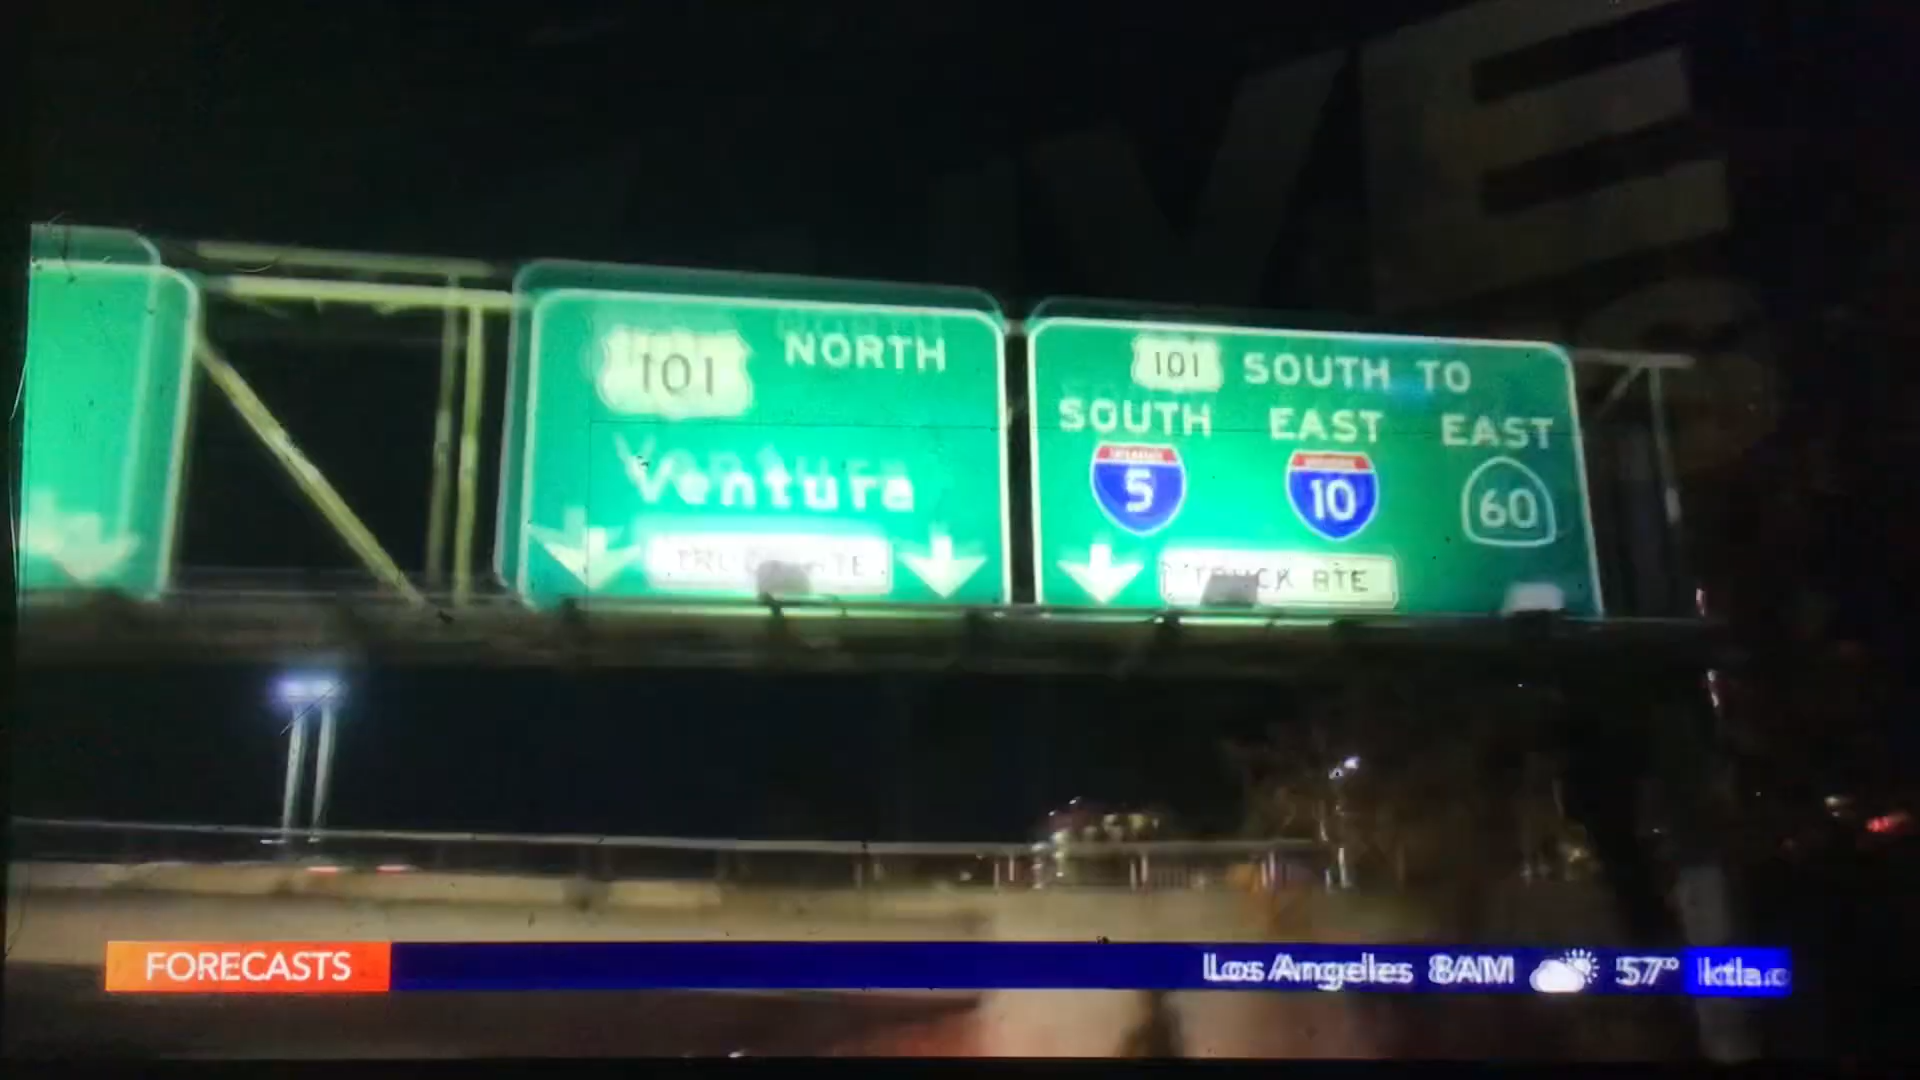 101 NORTH
Ventura
101 SOUTH TO
SOUTH EAST EAST
INTERSTATE
5 10 60
TRUCK RTE
FORECASTS Los Angeles 8AM 57°